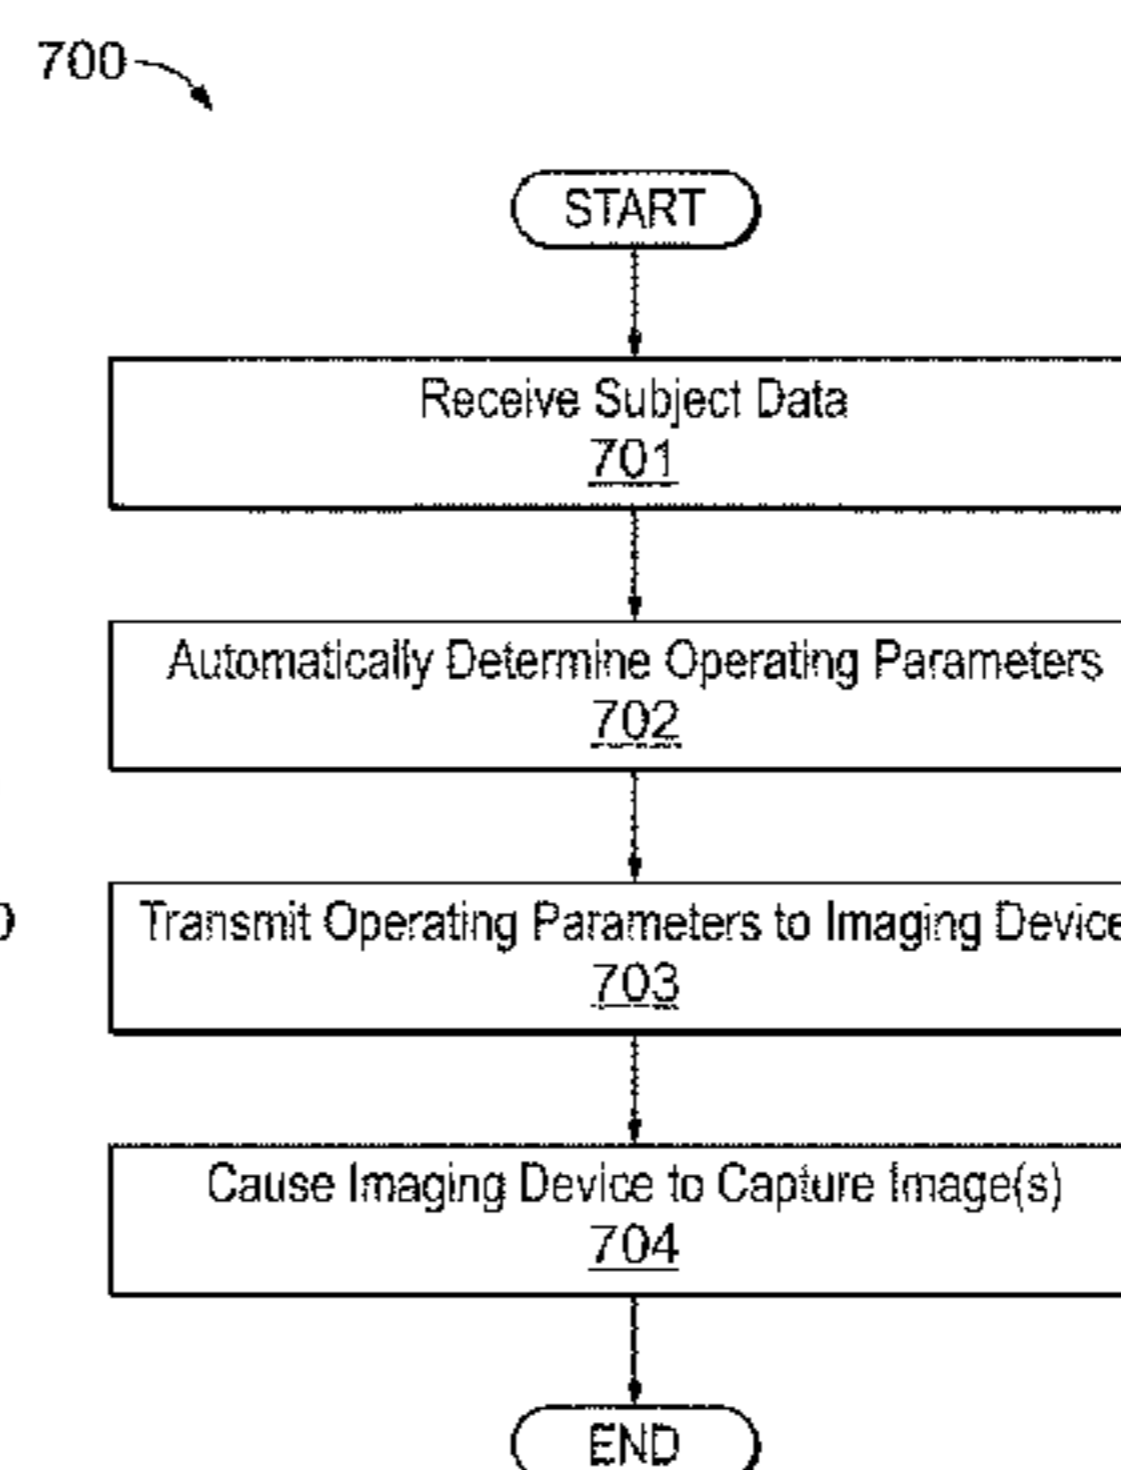 700
START
Receive Subject Data
701
Automatically Determine Operating Parameters
702
Transmit Operating Parameters to Imaging Device
703
Cause Imaging Device to Capture Image(s)
704
END